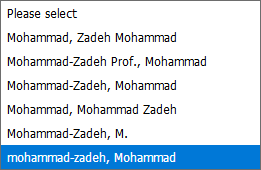 Please select
Mohammad, Zadeh Mohammad
Mohammad-Zadeh Prof., Mohammad
Mohammad-Zadeh, Mohammad
Mohammad, Mohammad Zadeh
Mohammad-Zadeh, M.
mohammad-zadeh, Mohammad